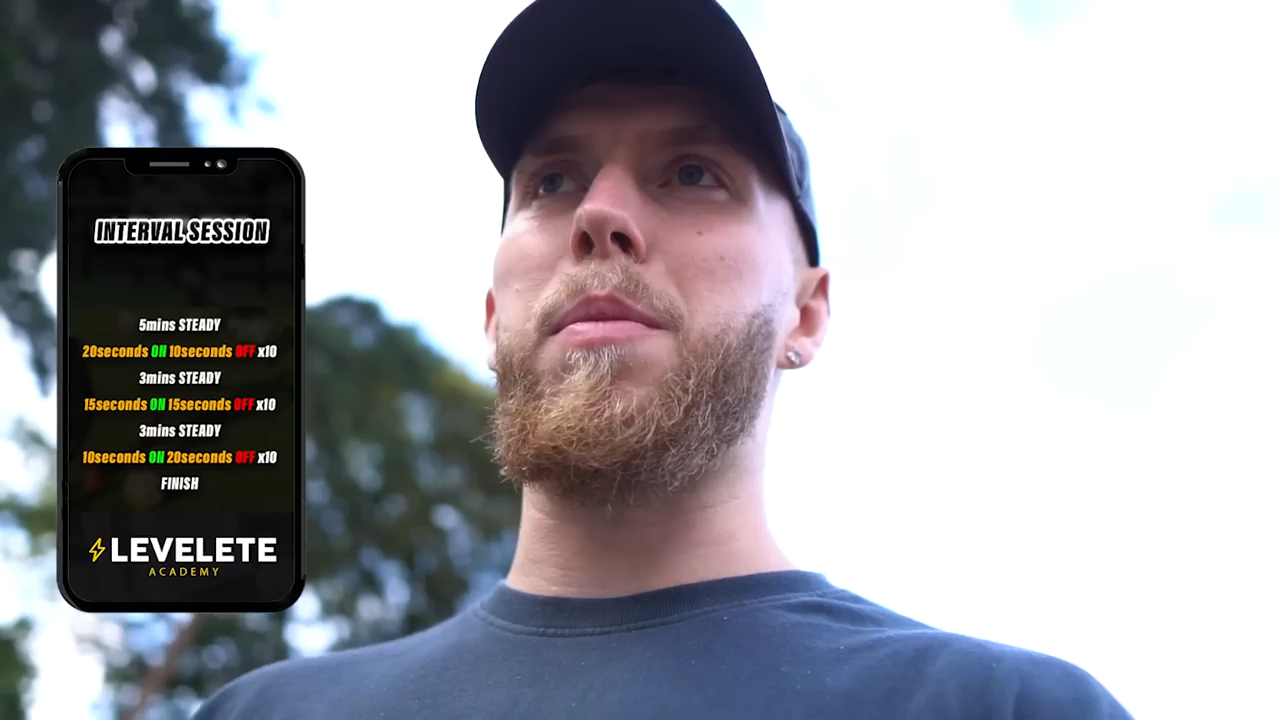 INTERVAL SESSION
5mins STEADY
20seconds ON 10seconds OFF x10
3mins STEADY
15seconds ON 15seconds OFF x10
3mins STEADY
10seconds ON 20seconds OFF x10
FINISH
LEVELETE
ACADEMY